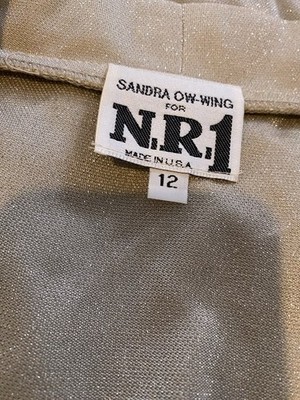 SANDRA OW-WING
FOR
N.R.1
MADE IN U.S.A.
12